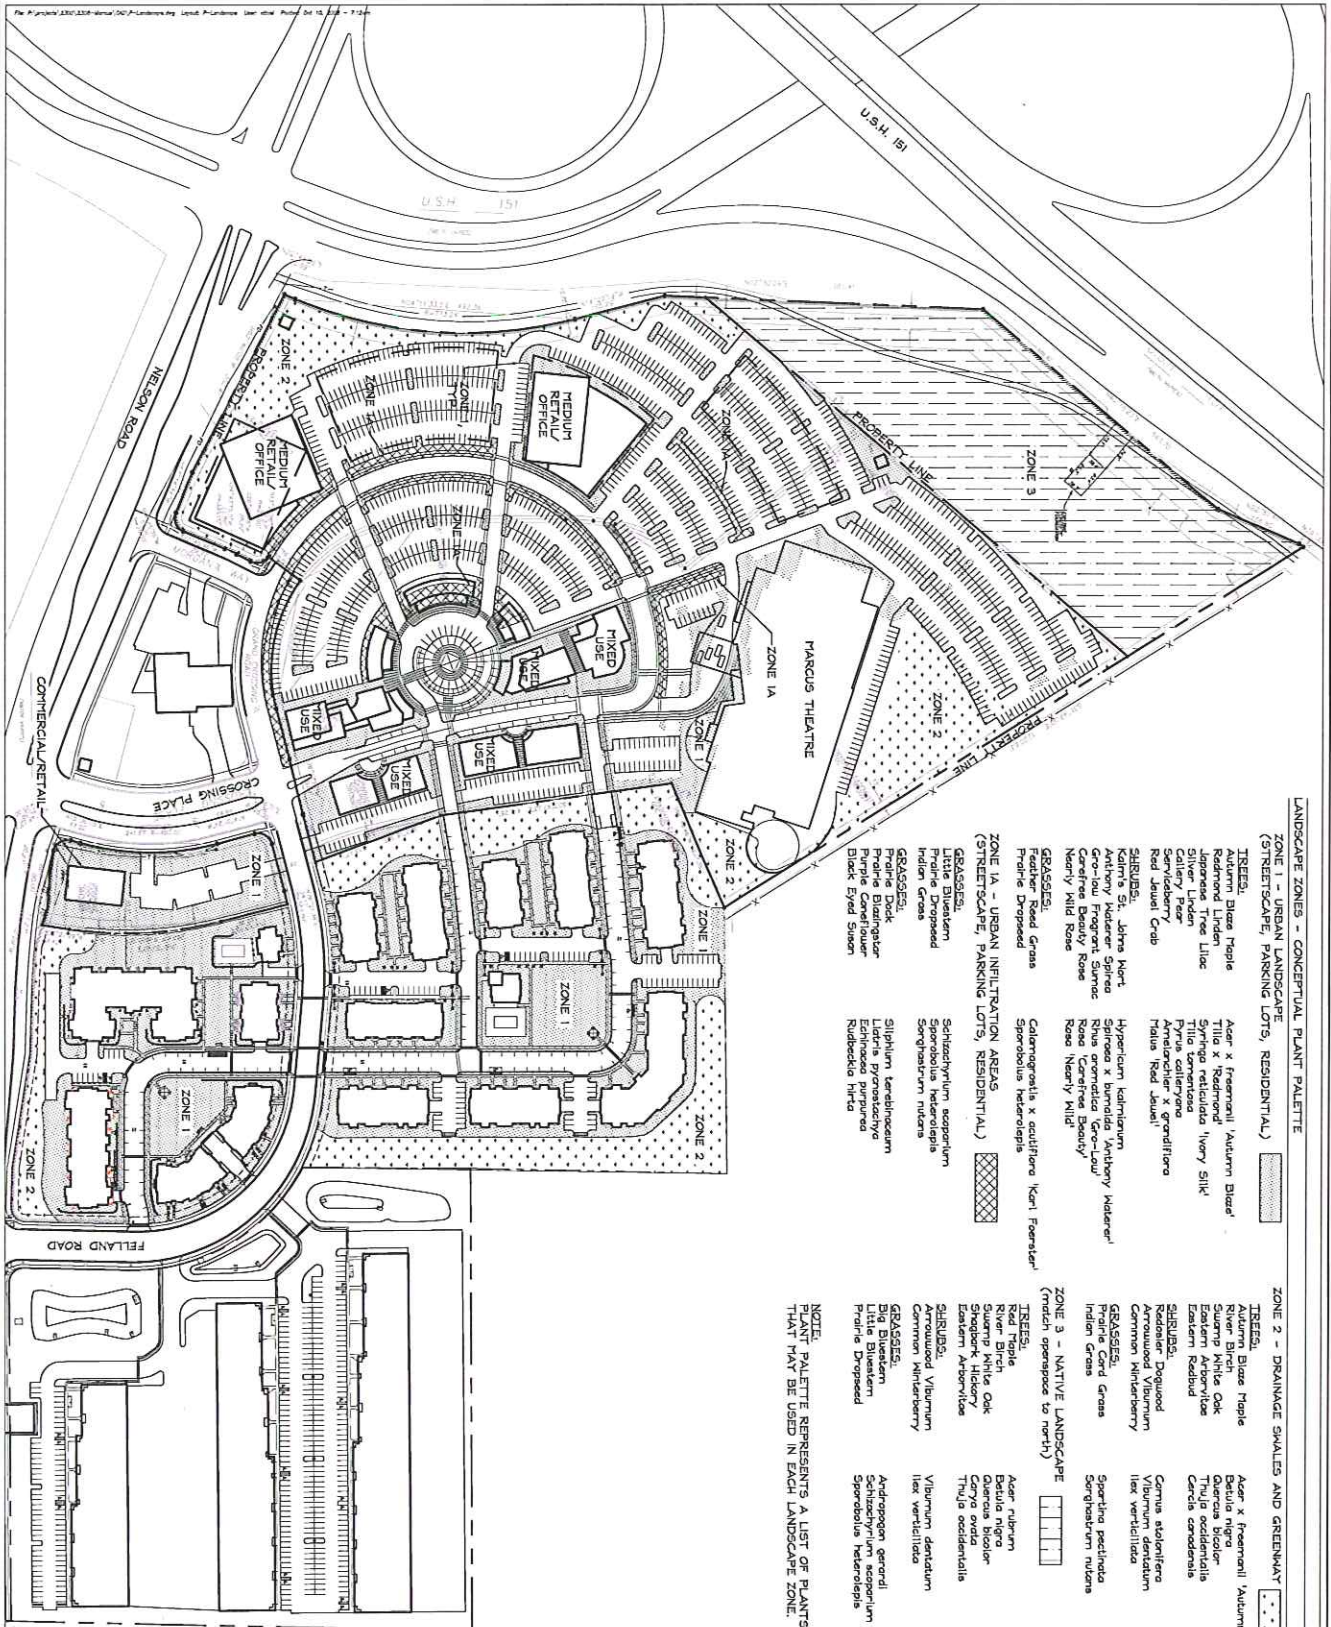 LANDSCAPE ZONES - CONCEPTUAL PLANT PALETTE
ZONE 1 - URBAN LANDSCAPE
(STREETSCAPE, PARKING LOTS, RESIDENTIAL)
TREES:
Autumn Blaze Maple Acer x freemanii 'Autumn Blaze'
Redmond Linden Tilia x 'Redmond'
Japanese Tree Lilac Syringa reticulata 'Ivory Silk'
Silver Linden Tilia tomentosa
Callery Pear Pyrus calleryana
Serviceberry Amelanchier x grandiflora
Red Jewel Crab Malus 'Red Jewel'
SHRUBS:
Kalm's St. Johns Wort Hypericum kalmianum
Anthony Waterer Spirea Spiraea x bumalda 'Anthony Waterer'
Gro-low Fragrant Sumac Rhus aromatica 'Gro-Low'
Carefree Beauty Rose Rosa 'Carefree Beauty'
Nearly Wild Rose Rosa 'Nearly Wild'
GRASSES:
Feather Reed Grass Calamagrostis x acutiflora 'Karl Foerster'
Prairie Dropseed Sporobolus heterolepis
ZONE 1A - URBAN INFILTRATION AREAS
(STREETSCAPE, PARKING LOTS, RESIDENTIAL)
GRASSES:
Little Bluestem Schizachyrium scoparium
Prairie Dropseed Sporobolus heterolepis
Indian Grass Sorghastrum nutans
GRASSES:
Prairie Dock Silphium terebinaceum
Prairie Blazingstar Liatris pycnostachya
Purple Coneflower Echinacea purpurea
Black Eyed Susan Rudbeckia hirta
ZONE 2 - DRAINAGE SWALES AND GREENWAY
TREES:
Autumn Blaze Maple Acer x freemanii 'Autumn
River Birch Betula nigra
Swamp White Oak Quercus bicolor
Eastern Arborvitae Thuja occidentalis
Eastern Redbud Cercis canadensis
SHRUBS:
Redosier Dogwood Cornus stolonifera
Arrowwood Viburnum Viburnum dentatum
Common Winterberry Ilex verticillata
GRASSES:
Prairie Cord Grass Spartina pectinata
Indian Grass Sorghastrum nutans
ZONE 3 - NATIVE LANDSCAPE
(match openspace to north)
TREES:
Red Maple Acer rubrum
River Birch Betula nigra
Swamp White Oak Quercus bicolor
Shagbark Hickory Carya ovata
Eastern Arborvitae Thuja occidentalis
SHRUBS:
Arrowwood Viburnum Viburnum dentatum
Common Winterberry Ilex verticillata
GRASSES:
Big Bluestem Andropogon gerardi
Little Bluestem Schizachyrium scoparium
Prairie Dropseed Sporobolus heterolepis
NOTE:
PLANT PALETTE REPRESENTS A LIST OF PLANTS
THAT MAY BE USED IN EACH LANDSCAPE ZONE.
U.S.H. 151
U.S.H. 151
NELSON ROAD
PROPERTY LINE
ZONE 2
MEDIUM
RETAIL/
OFFICE
MEDIUM
RETAIL/
OFFICE
ZONE 1
(TYP)
ZONE 1A
ZONE 1A
ZONE 1A
PROPERTY LINE
ZONE 3
MARCUS THEATRE
ZONE 1A
ZONE 1
ZONE 2
PROPERTY LINE
MIXED
USE
MIXED
USE
MIXED
USE
MIXED
USE
MIXED
USE
COMMERCIAL/RETAIL
CROSSING PLACE
ZONE 2
ZONE 1
ZONE 1
ZONE 1
ZONE 1
ZONE 2
ZONE 2
FELLAND ROAD